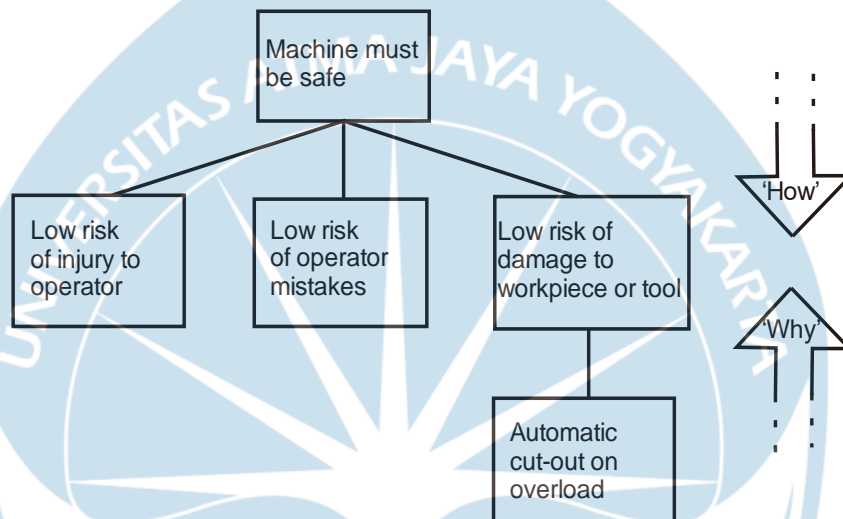 Machine must
be safe
UNIVERSITAS ATMA JAYA YOGYAKARTA
Low risk
of injury to
operator
Low risk
of operator
mistakes
Low risk of
damage to
workpiece or tool
'How'
'Why'
Automatic
cut-out on
overload